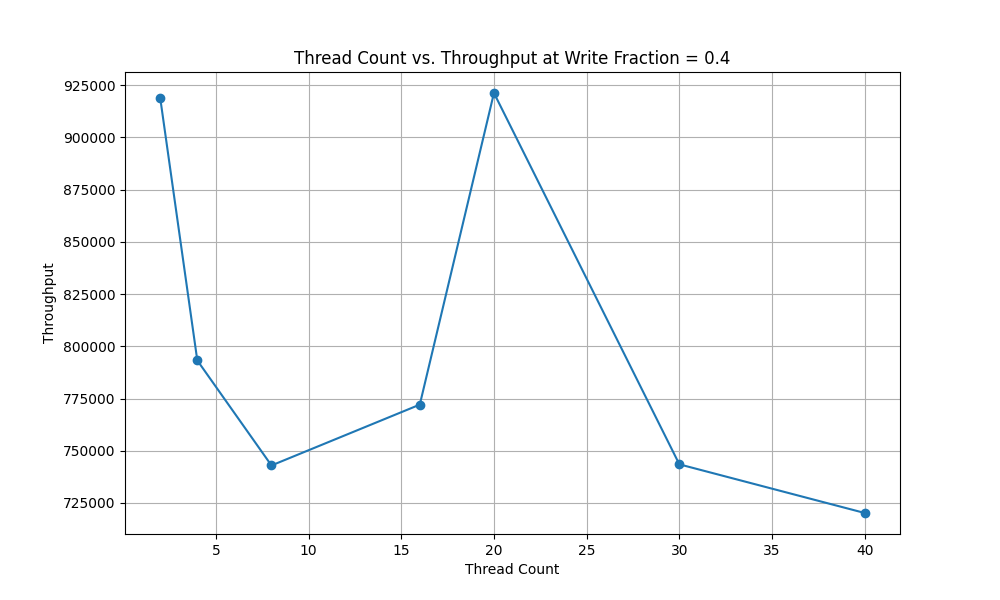 Thread Count vs. Throughput at Write Fraction = 0.4
Throughput
925000
900000
875000
850000
825000
800000
775000
750000
725000
5 10 15 20 25 30 35 40
Thread Count